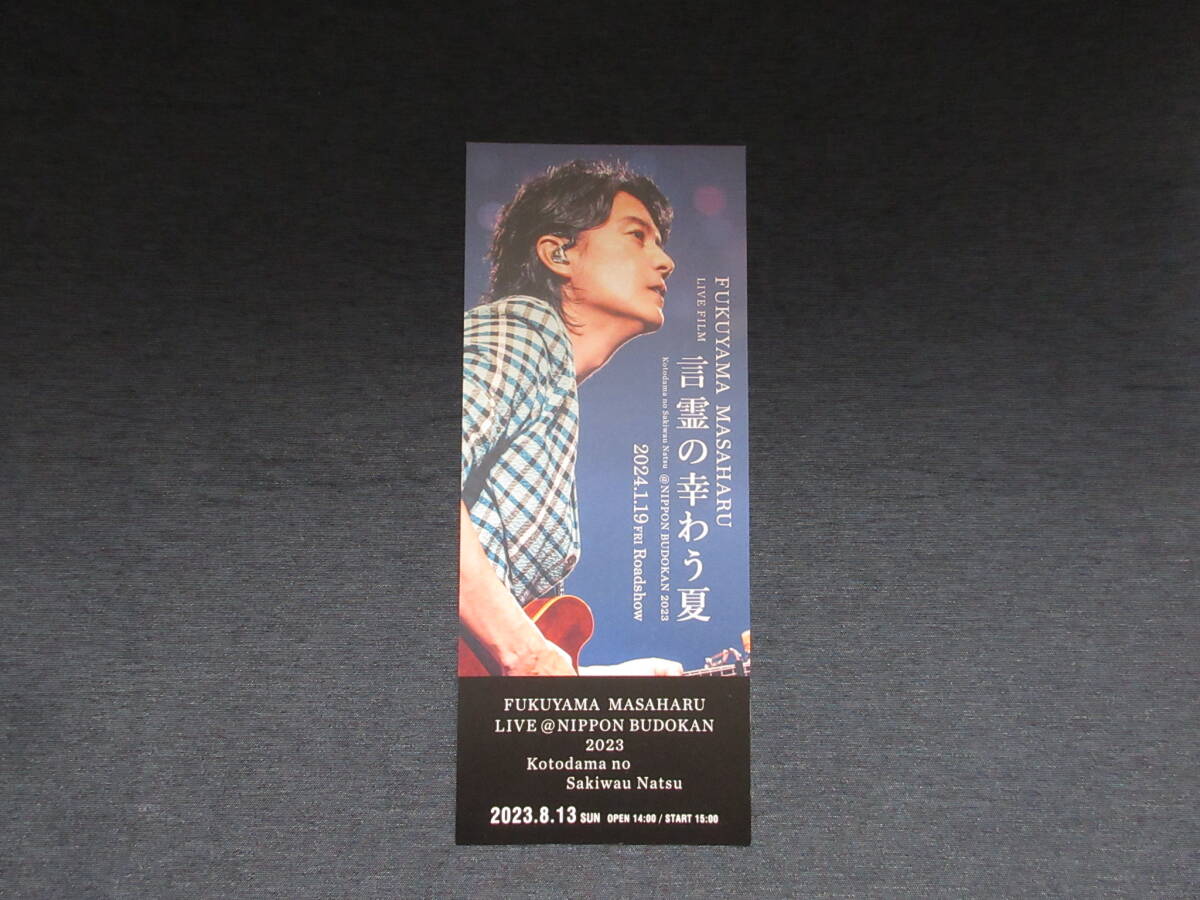 FUKUYAMA MASAHARU
LIVE FILM
言霊の幸わう夏
Kotodama no Sakiwau Natsu @NIPPON BUDOKAN 2023
2024.1.19 FRI Roadshow
FUKUYAMA MASAHARU
LIVE @ NIPPON BUDOKAN
2023
Kotodama no
Sakiwau Natsu
2023.8.13 SUN OPEN 14:00 / START 15:00